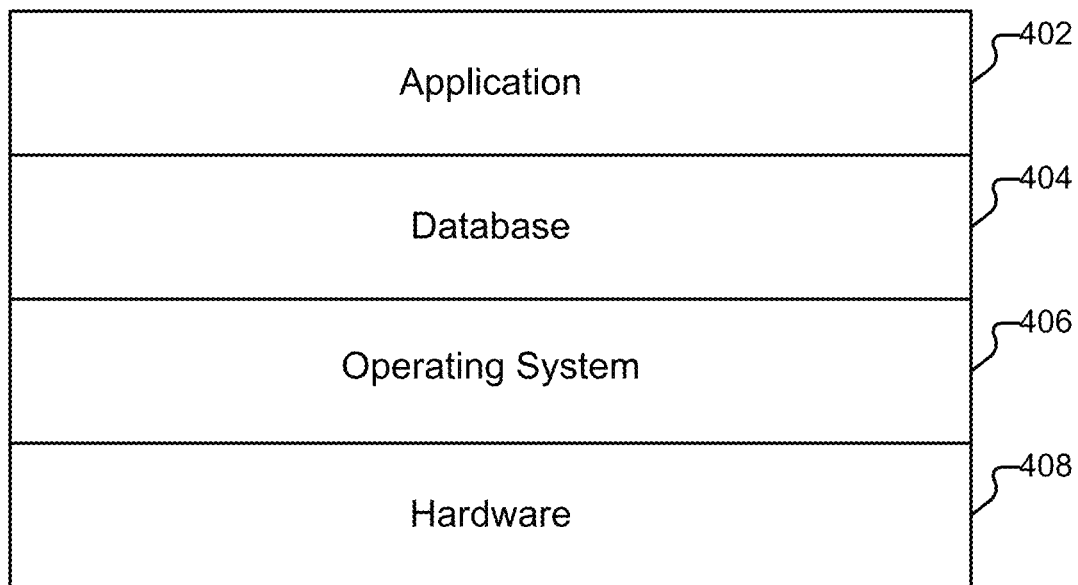 402
Application
404
Database
406
Operating System
408
Hardware